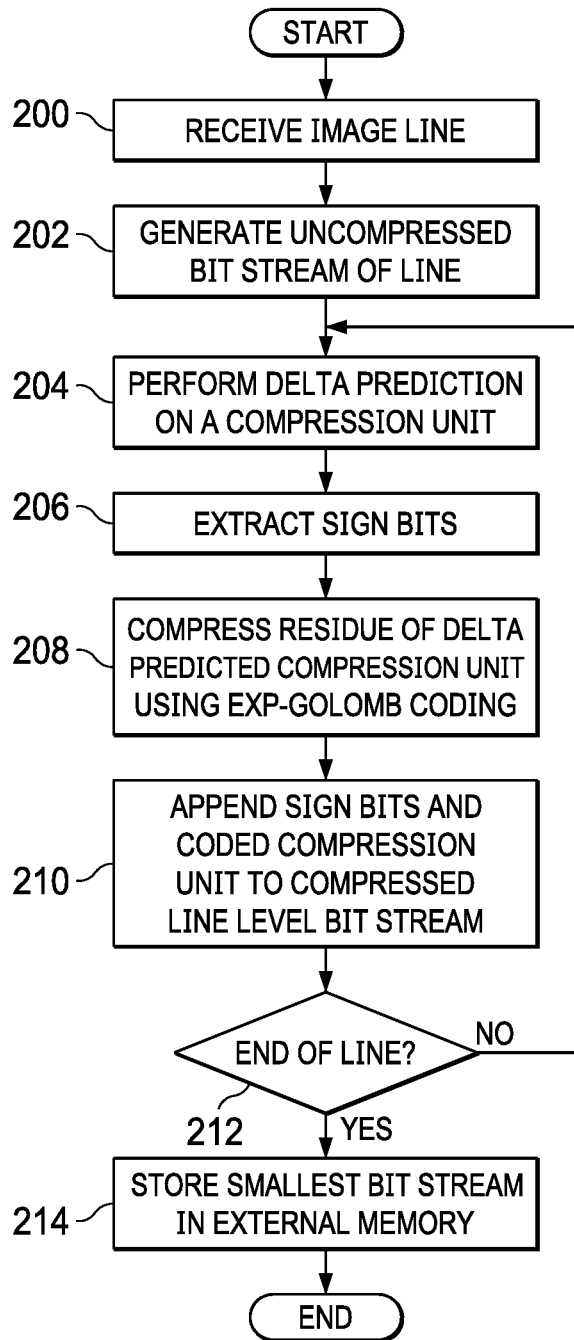 START
200
RECEIVE IMAGE LINE
202
GENERATE UNCOMPRESSED
BIT STREAM OF LINE
204
PERFORM DELTA PREDICTION
ON A COMPRESSION UNIT
206
EXTRACT SIGN BITS
208
COMPRESS RESIDUE OF DELTA
PREDICTED COMPRESSION UNIT
USING EXP-GOLOMB CODING
210
APPEND SIGN BITS AND
CODED COMPRESSION
UNIT TO COMPRESSED
LINE LEVEL BIT STREAM
END OF LINE?
NO
212
YES
214
STORE SMALLEST BIT STREAM
IN EXTERNAL MEMORY
END